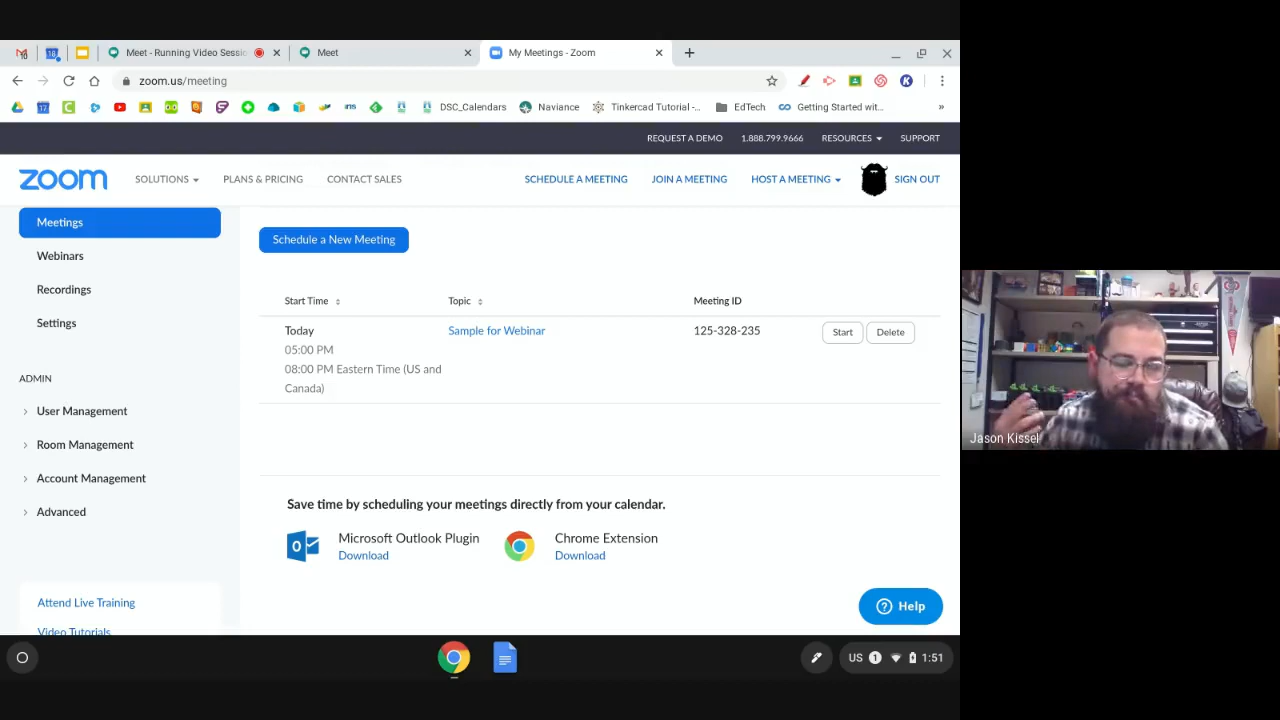 Meet - Running Video Sessi
Meet
My Meetings - Zoom
zoom.us/meeting
DSC_Calendars
Naviance
Tinkercad Tutorial -...
EdTech
Getting Started wit...
»
REQUEST A DEMO
1.888.799.9666
RESOURCES
SUPPORT
zoom
SOLUTIONS
PLANS & PRICING
CONTACT SALES
SCHEDULE A MEETING
JOIN A MEETING
HOST A MEETING
SIGN OUT
Meetings
Webinars
Recordings
Settings
ADMIN
User Management
Room Management
Account Management
Advanced
Attend Live Training
Video Tutorials
Schedule a New Meeting
Start Time
Topic
Meeting ID
Today
Sample for Webinar
125-328-235
Start
Delete
05:00 PM
08:00 PM Eastern Time (US and
Canada)
Save time by scheduling your meetings directly from your calendar.
Microsoft Outlook Plugin
Download
Chrome Extension
Download
Help
Jason Kissel
US
1
1:51